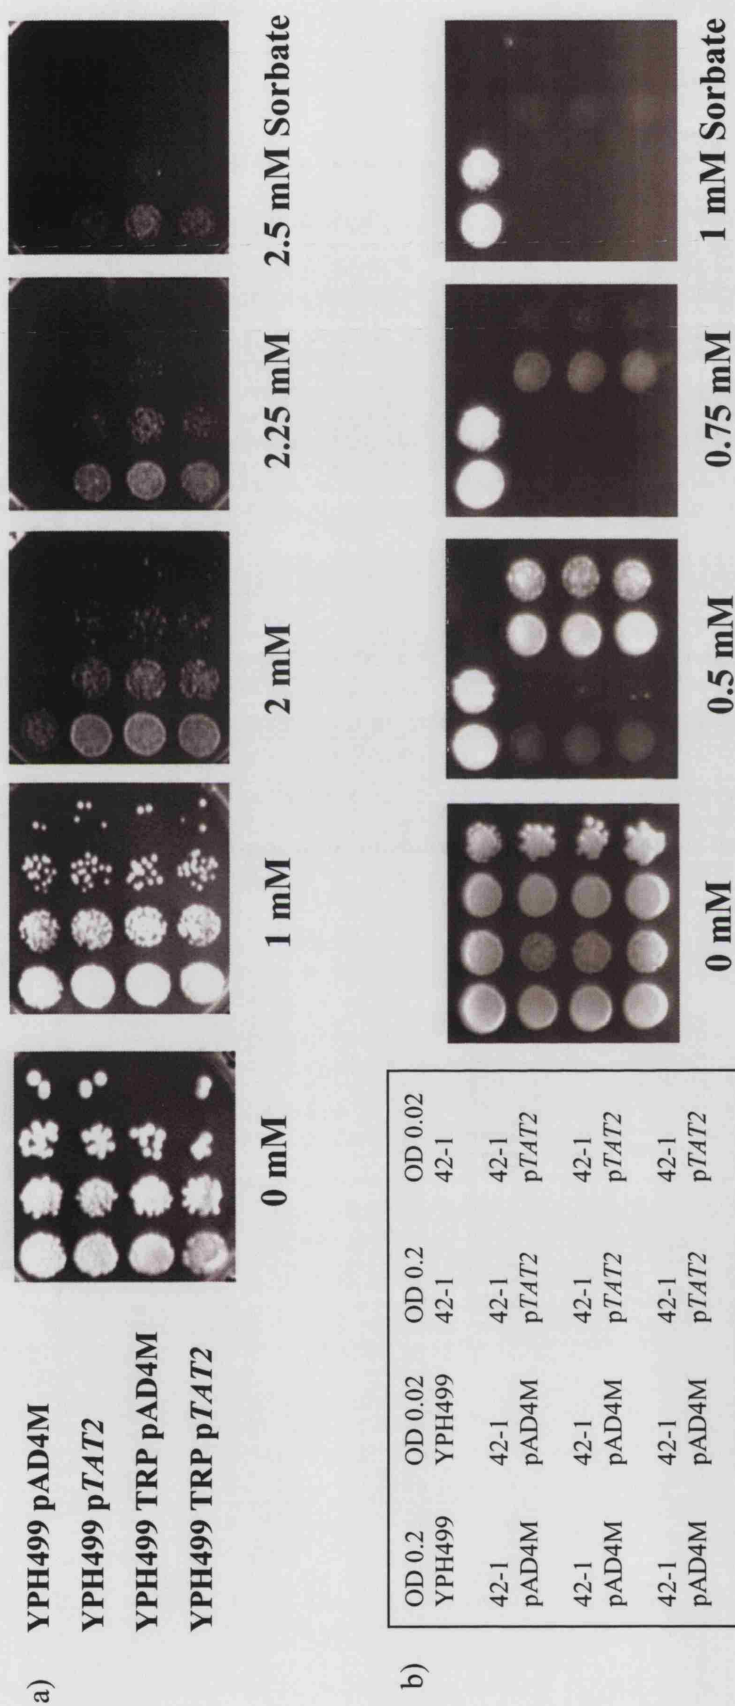 a)
YPH499 pAD4M
YPH499 pTAT2
YPH499 TRP pAD4M
YPH499 TRP pTAT2
0 mM
1 mM
2 mM
2.25 mM
2.5 mM Sorbate
b)
OD 0.2 OD 0.02 OD 0.2 OD 0.02
YPH499 YPH499 42-1 42-1
42-1 42-1 42-1 42-1
pAD4M pAD4M pTAT2 pTAT2
42-1 42-1 42-1 42-1
pAD4M pAD4M pTAT2 pTAT2
42-1 42-1 42-1 42-1
pAD4M pAD4M pTAT2 pTAT2
0 mM
0.5 mM
0.75 mM
1 mM Sorbate